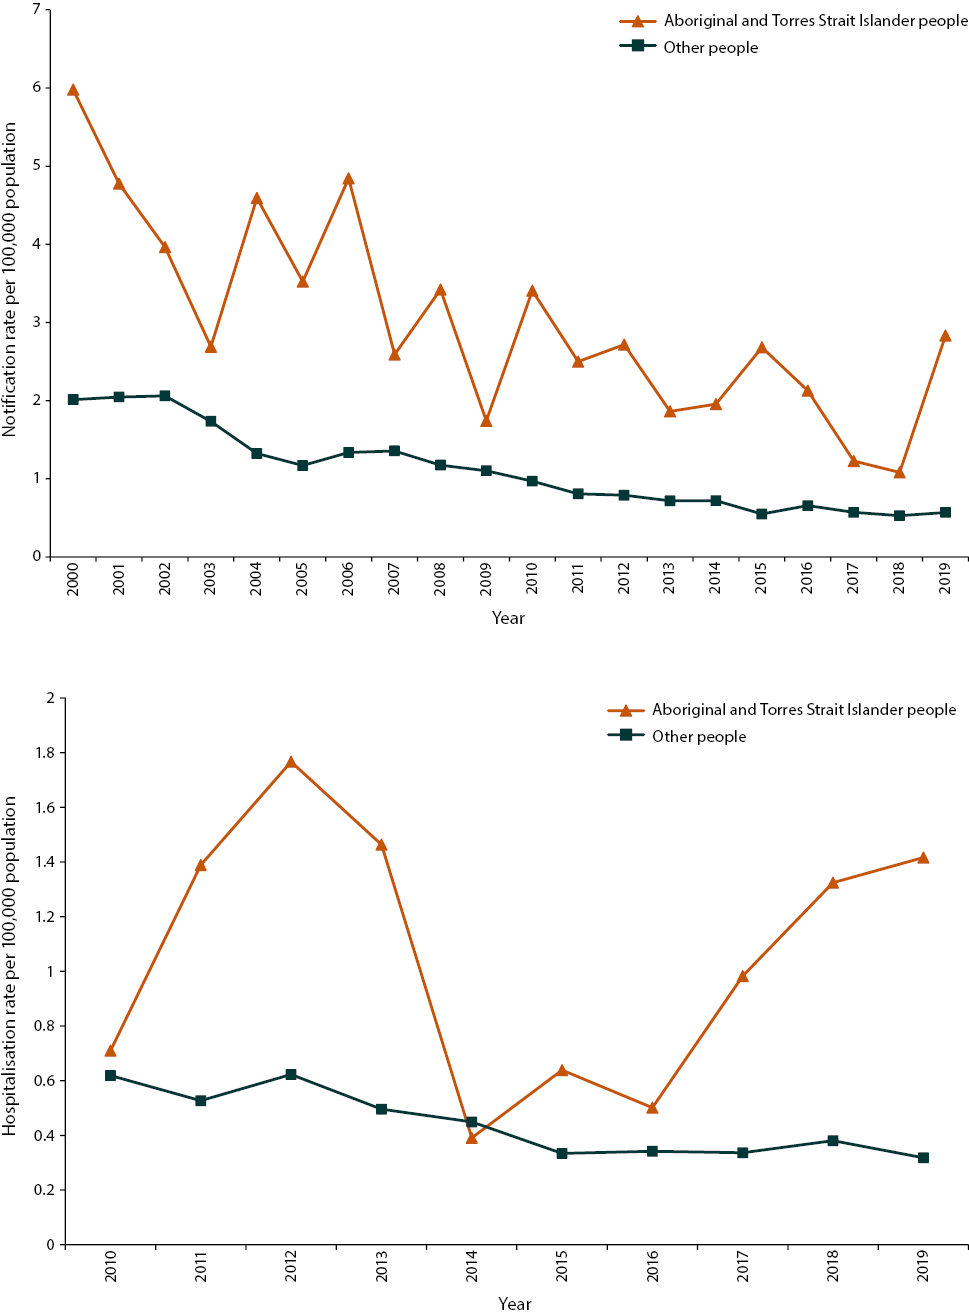 7
Aboriginal and Torres Strait Islander people
Other people
6
5
4
3
2
1
0
Notification rate per 100,000 population
2000 2001 2002 2003 2004 2005 2006 2007 2008 2009 2010 2011 2012 2013 2014 2015 2016 2017 2018 2019
Year
2
Aboriginal and Torres Strait Islander people
Other people
1.8
1.6
1.4
1.2
1
0.8
0.6
0.4
0.2
0
Hospitalisation rate per 100,000 population
2010 2011 2012 2013 2014 2015 2016 2017 2018 2019
Year